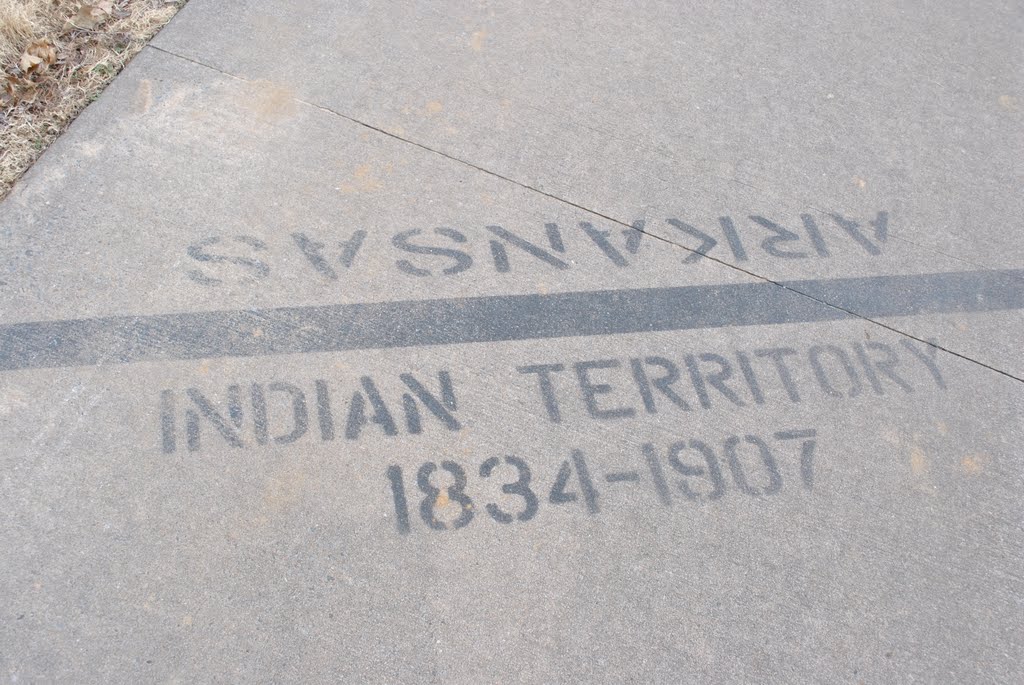 ARKANSAS
INDIAN TERRITORY
1834-1907